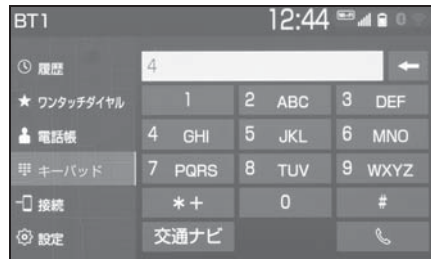 BT1 12:44
履歴
ワンタッチダイヤル
電話帳
キーパッド
接続
設定
4
1 2 ABC 3 DEF
4 GHI 5 JKL 6 MNO
7 PQRS 8 TUV 9 WXYZ
*+ 0 #
交通ナビ